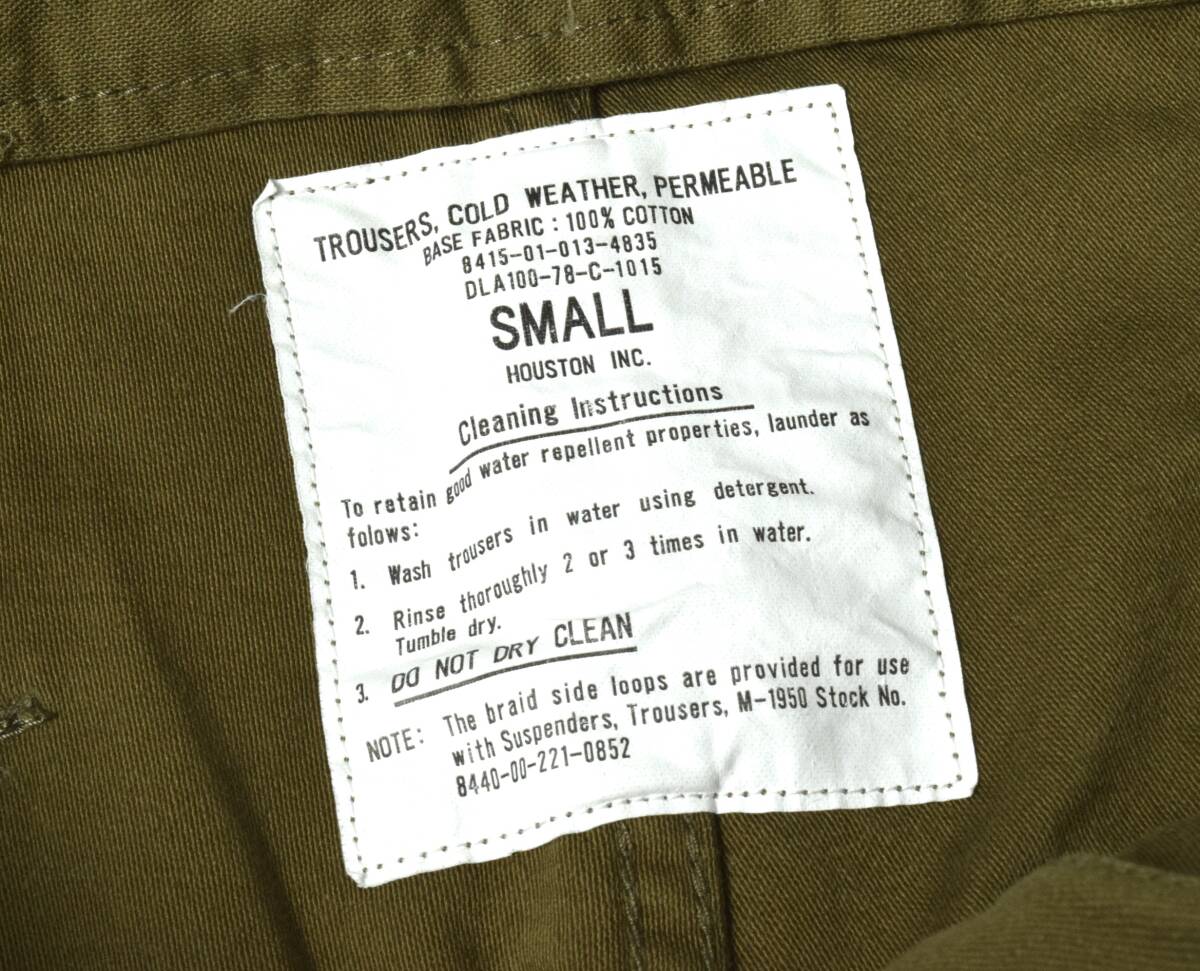 TROUSERS, COLD WEATHER, PERMEABLE
BASE FABRIC : 100% COTTON
8415-01-013-4835
DLA100-78-C-1015
SMALL
HOUSTON INC.
Cleaning Instructions
To retain good water repellent properties, launder as
folows:
1. Wash trousers in water using detergent.
2. Rinse thoroughly 2 or 3 times in water.
Tumble dry.
3. DO NOT DRY CLEAN
NOTE: The braid side loops are provided for use
with Suspenders, Trousers, M-1950 Stock No.
8440-00-221-0852